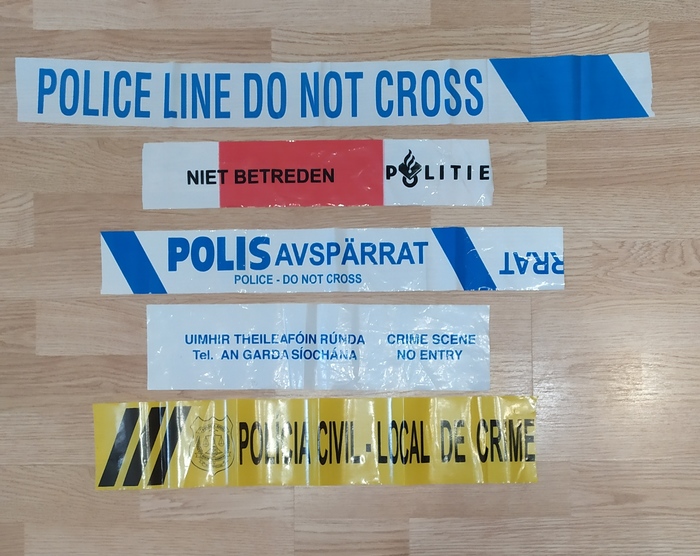 POLICE LINE DO NOT CROSS
NIET BETREDEN
POLITIE
POLIS AVSPÄRRAT
POLICE - DO NOT CROSS
RRAT
UIMHIR THEILEAFÓIN RÚNDA
Tel. AN GARDA SÍOCHÁNA
CRIME SCENE
NO ENTRY
POLICIA CIVIL - LOCAL DE CRIME